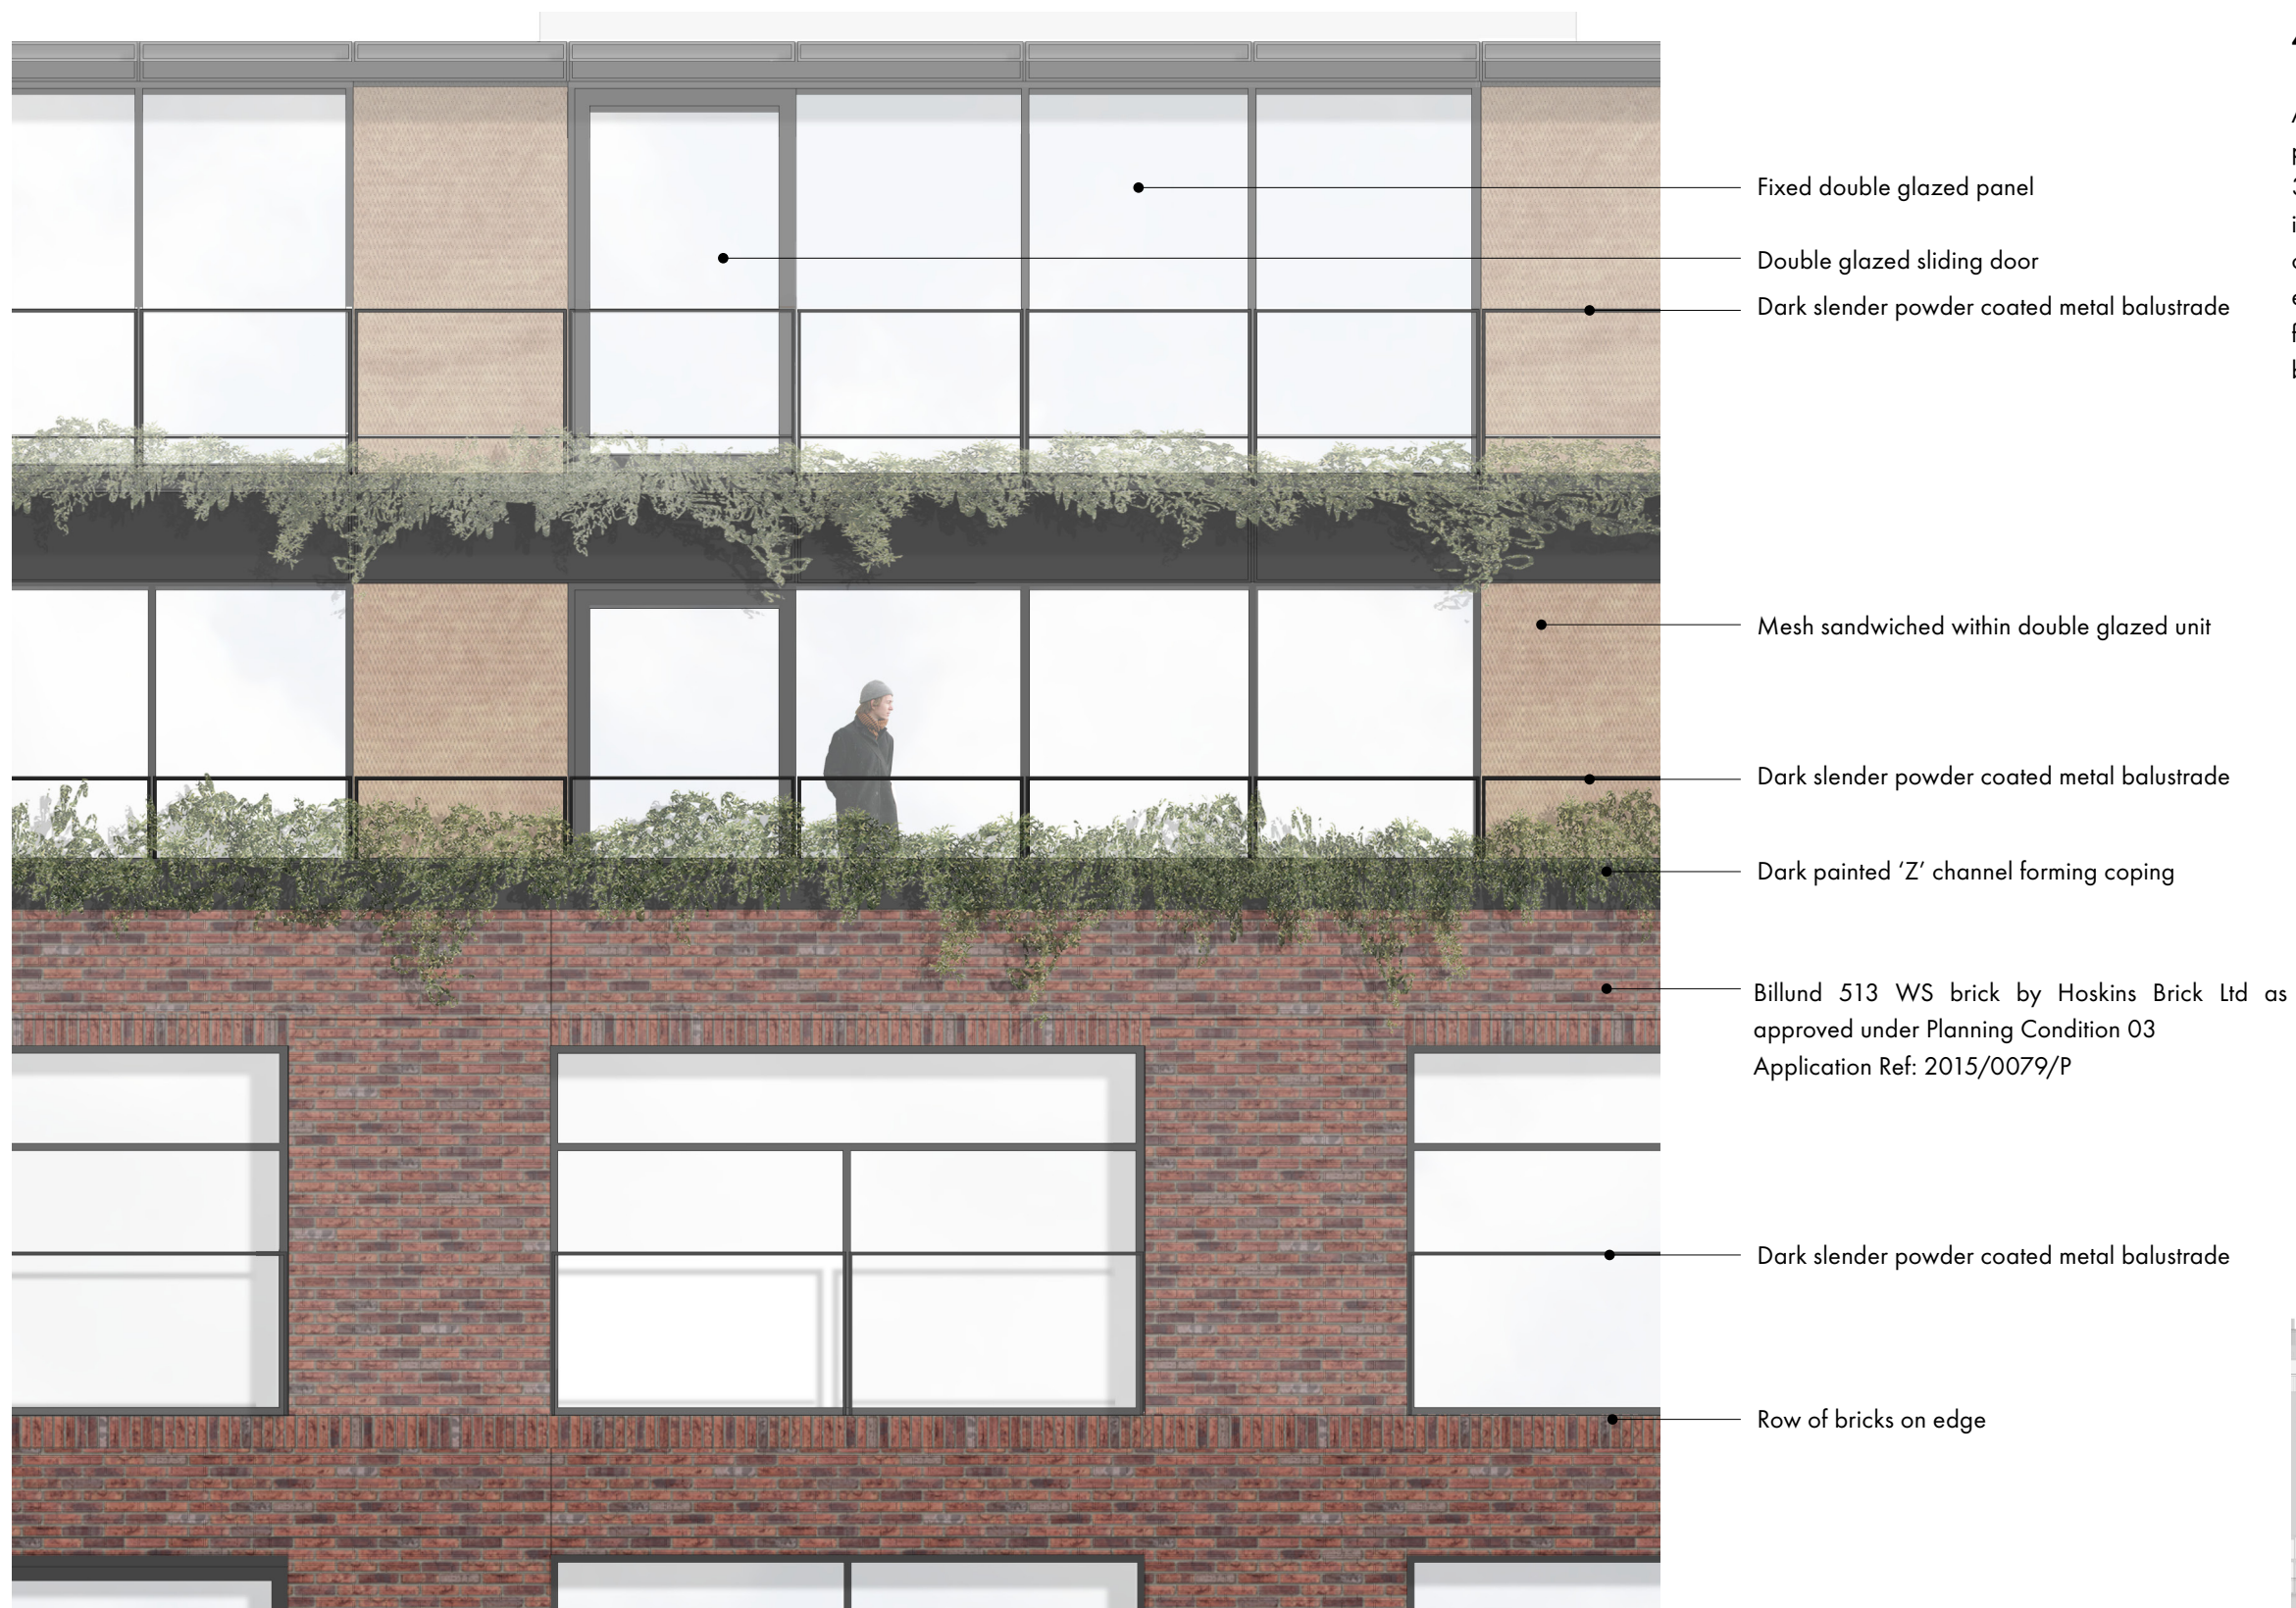 Fixed double glazed panel
Double glazed sliding door
Dark slender powder coated metal balustrade
Mesh sandwiched within double glazed unit
Dark slender powder coated metal balustrade
Dark painted ‘Z’ channel forming coping
Billund 513 WS brick by Hoskins Brick Ltd as
approved under Planning Condition 03
Application Ref: 2015/0079/P
Dark slender powder coated metal balustrade
Row of bricks on edge